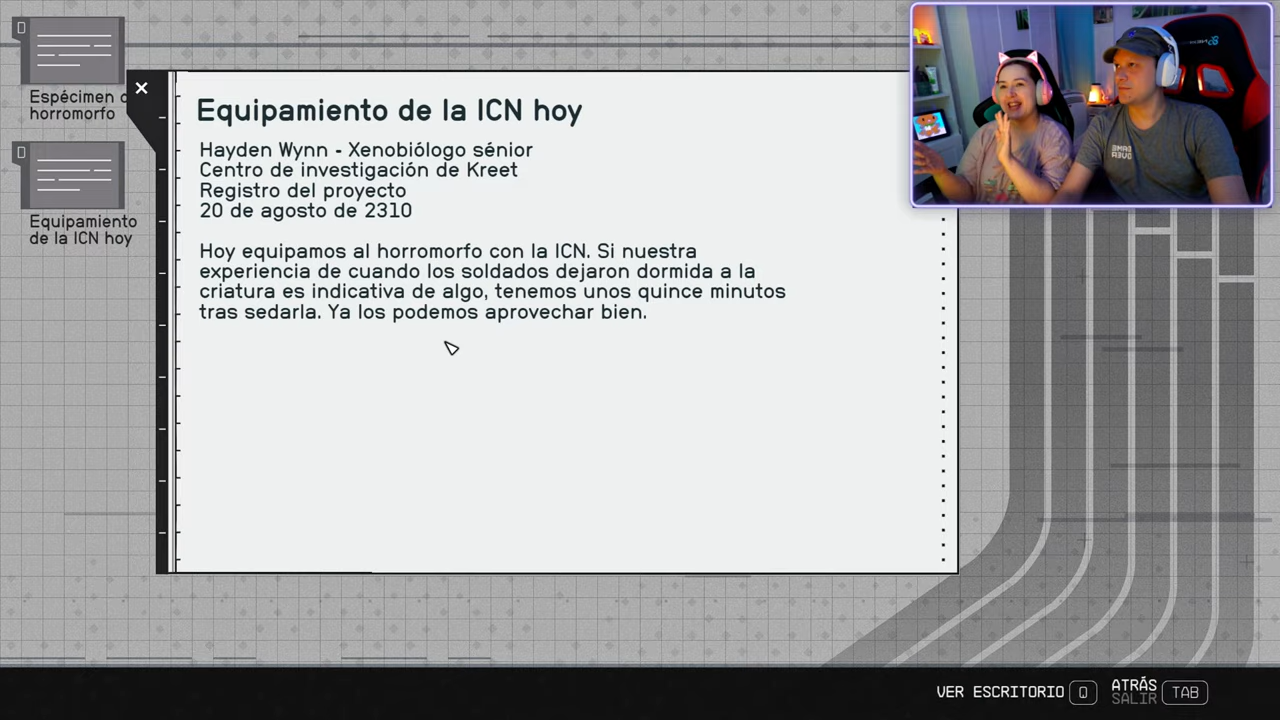 Espécimen
horromorfo
Equipamiento
de la ICN hoy
Equipamiento de la ICN hoy
Hayden Wynn - Xenobiólogo sénior
Centro de investigación de Kreet
Registro del proyecto
20 de agosto de 2310
Hoy equipamos al horromorfo con la ICN. Si nuestra
experiencia de cuando los soldados dejaron dormida a la
criatura es indicativa de algo, tenemos unos quince minutos
tras sedarla. Ya los podemos aprovechar bien.
VER ESCRITORIO Q
ATRÁS TAB
SALIR